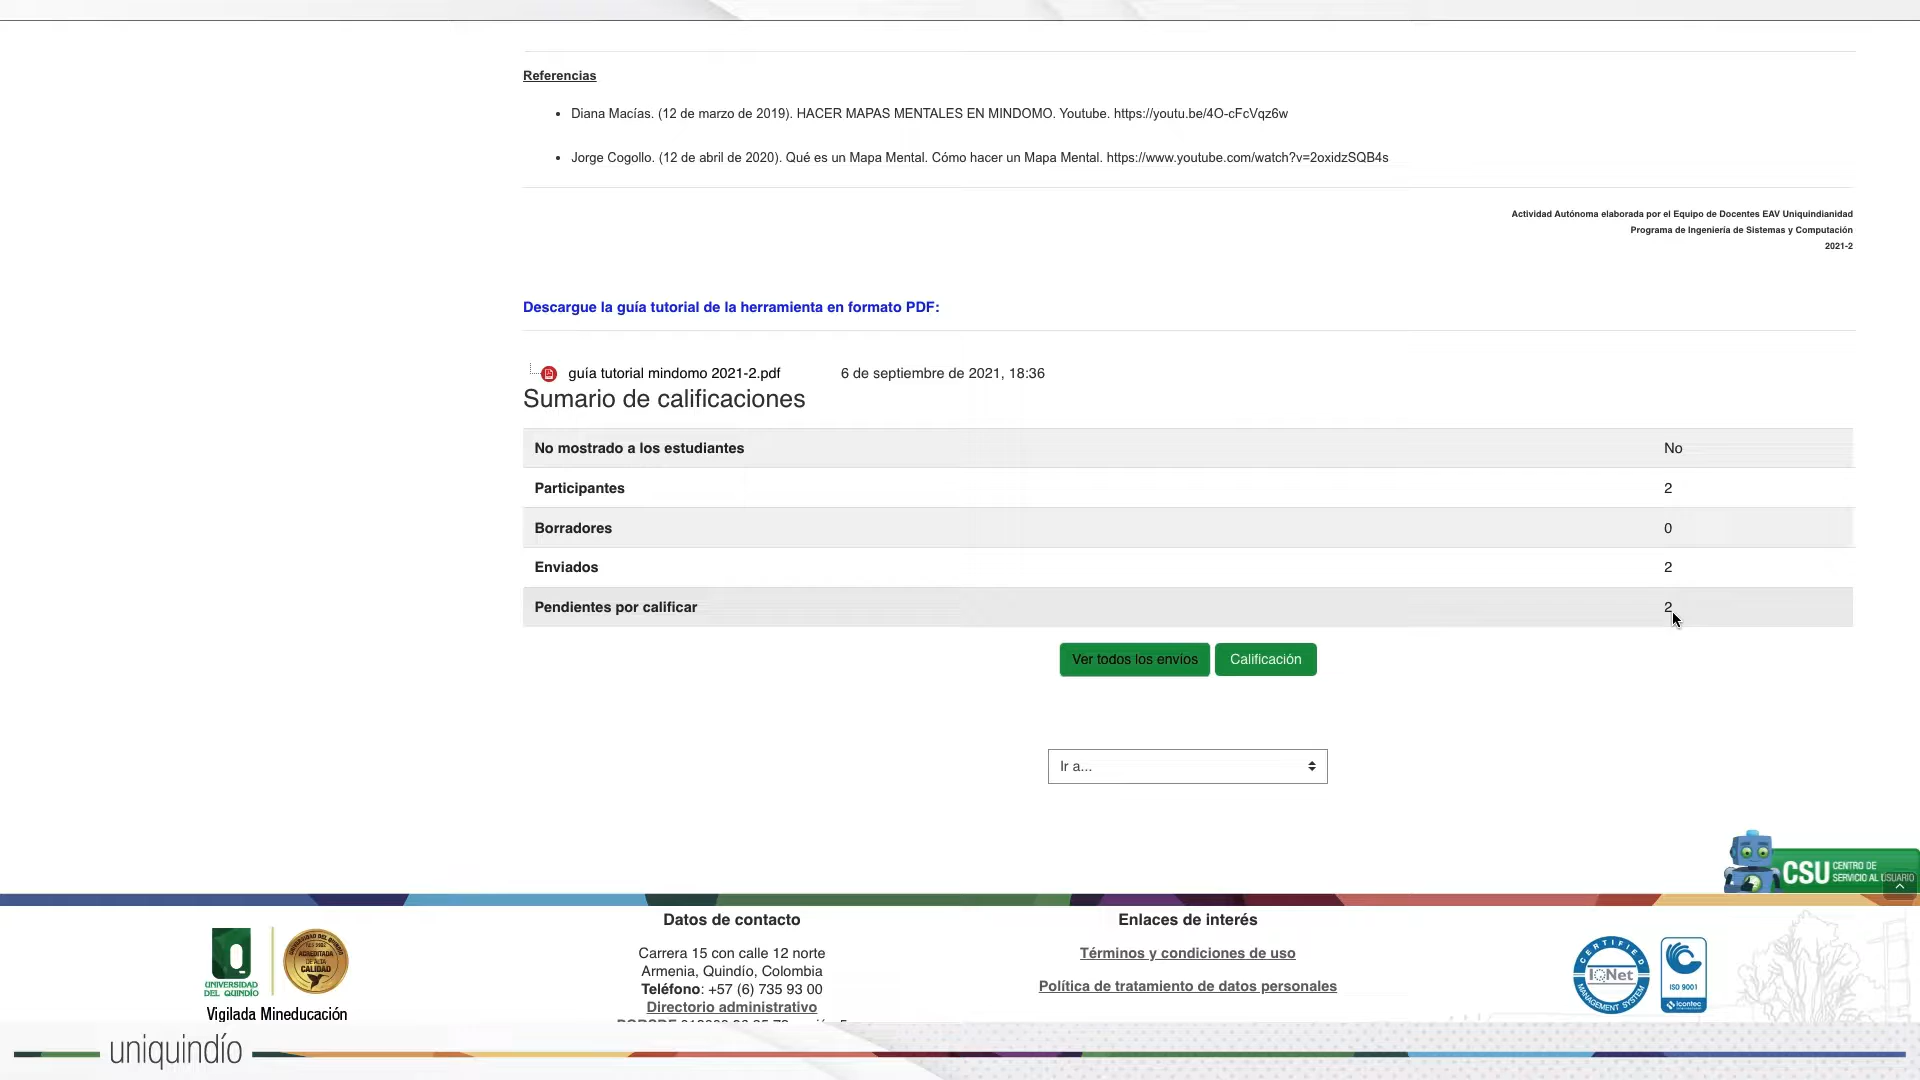 Referencias
• Diana Macías. (12 de marzo de 2019). HACER MAPAS MENTALES EN MINDOMO. Youtube. https://youtu.be/4O-cFcVqz6w
• Jorge Cogollo. (12 de abril de 2020). Qué es un Mapa Mental. Cómo hacer un Mapa Mental. https://www.youtube.com/watch?v=2oxidzSQB4s
Actividad Autónoma elaborada por el Equipo de Docentes EAV Uniquindianidad
Programa de Ingeniería de Sistemas y Computación
2021-2
Descargue la guía tutorial de la herramienta en formato PDF:
guía tutorial mindomo 2021-2.pdf 6 de septiembre de 2021, 18:36
Sumario de calificaciones
No mostrado a los estudiantes No
Participantes 2
Borradores 0
Enviados 2
Pendientes por calificar 2
Ver todos los envíos Calificación
Ir a...
CSU CENTRO DE
SERVICIO AL USUARIO
Datos de contacto
Carrera 15 con calle 12 norte
Armenia, Quindío, Colombia
Teléfono: +57 (6) 735 93 00
Directorio administrativo
Enlaces de interés
Términos y condiciones de uso
Política de tratamiento de datos personales
UNIVERSIDAD
DEL QUINDÍO
ACREDITADA
DE ALTA
CALIDAD
Vigilada Mineducación
CERTIFIED
IQNet
MANAGEMENT SYSTEM
ISO 9001
icontec
uniquindío